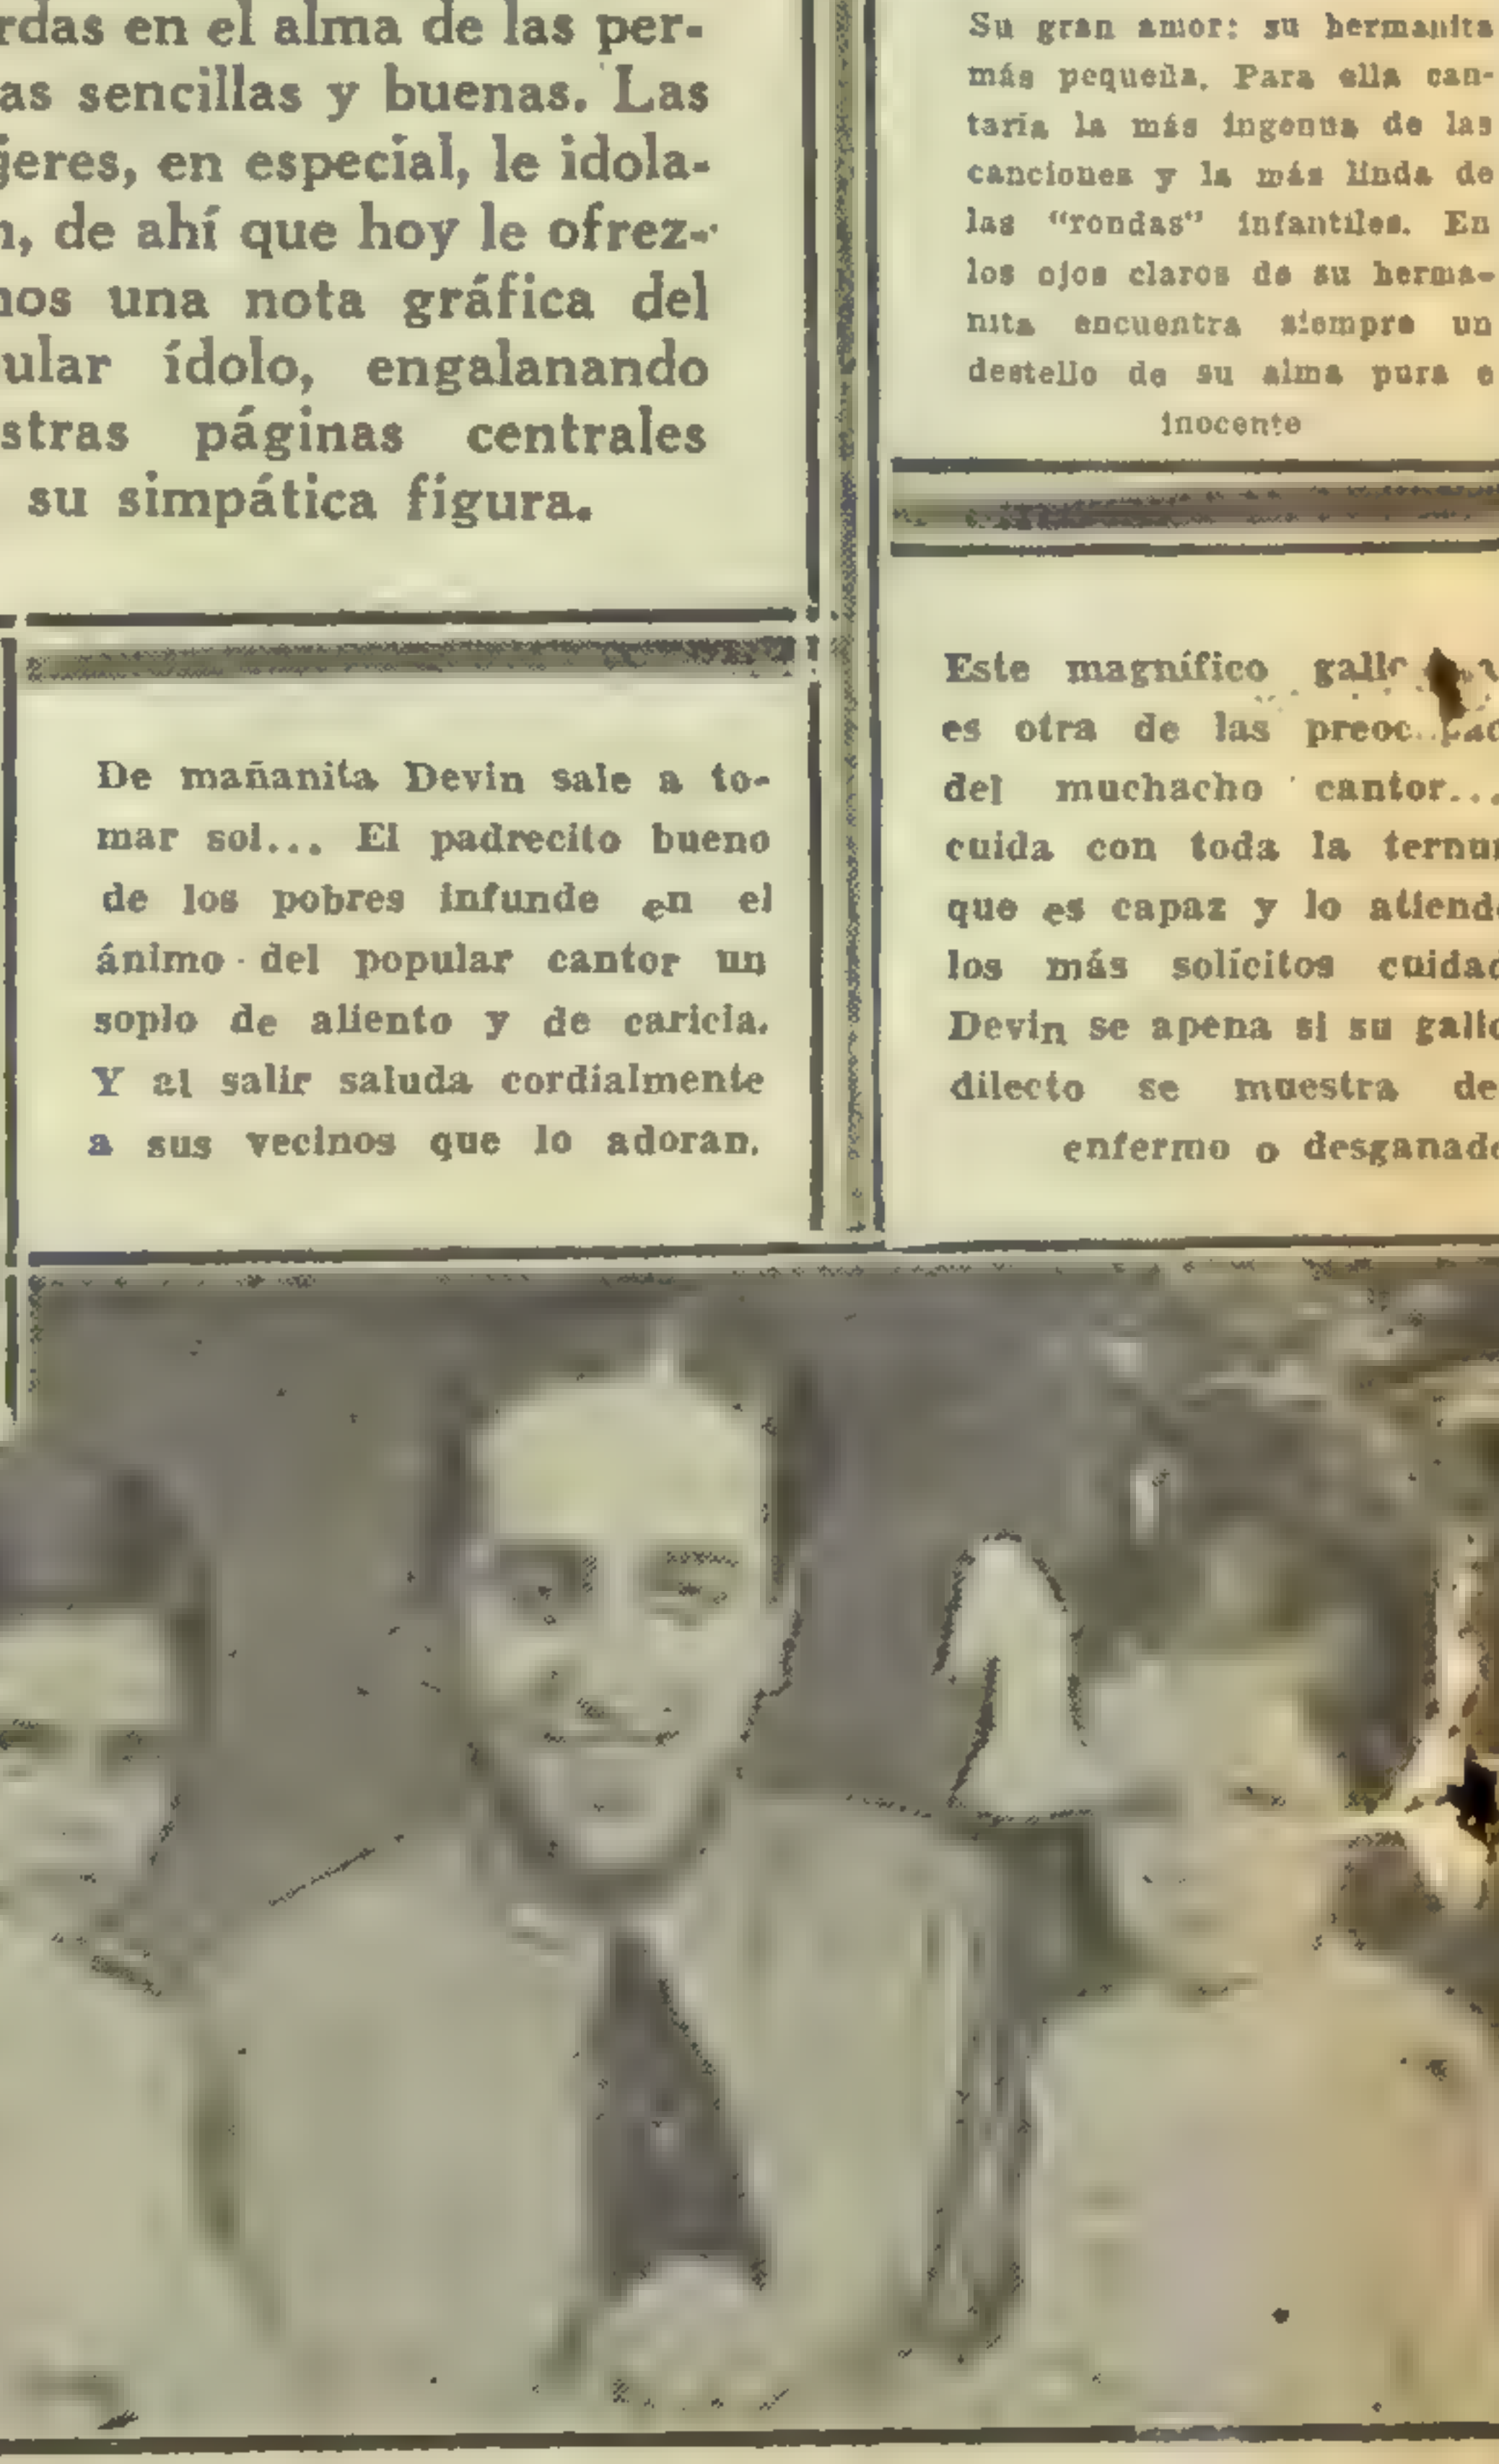 rdas en el alma de las per-
as sencillas y buenas. Las
jeres, en especial, le idola-
n, de ahí que hoy le ofrez-
nos una nota gráfica del
ular ídolo, engalanando
stras páginas centrales
su simpática figura.
De mañanita Devin sale a to-
mar sol... El padrecito bueno
de los pobres infunde en el
ánimo del popular cantor un
soplo de aliento y de caricia.
Y al salir saluda cordialmente
a sus vecinos que lo adoran.
Su gran amor: su hermanita
más pequeña. Para ella can-
taría la más ingenua de las
canciones y la más linda de
las "rondas" infantiles. En
los ojos claros de su herma-
nita encuentra siempre un
destello de su alma pura e
inocente
Este magnífico
es otra de las
del muchacho cantor...
cuida con toda la ternur
que es capaz y lo atiende
los más solícitos cuidad
Devin se apena si su gallo
dilecto se muestra de
enfermo o desganado